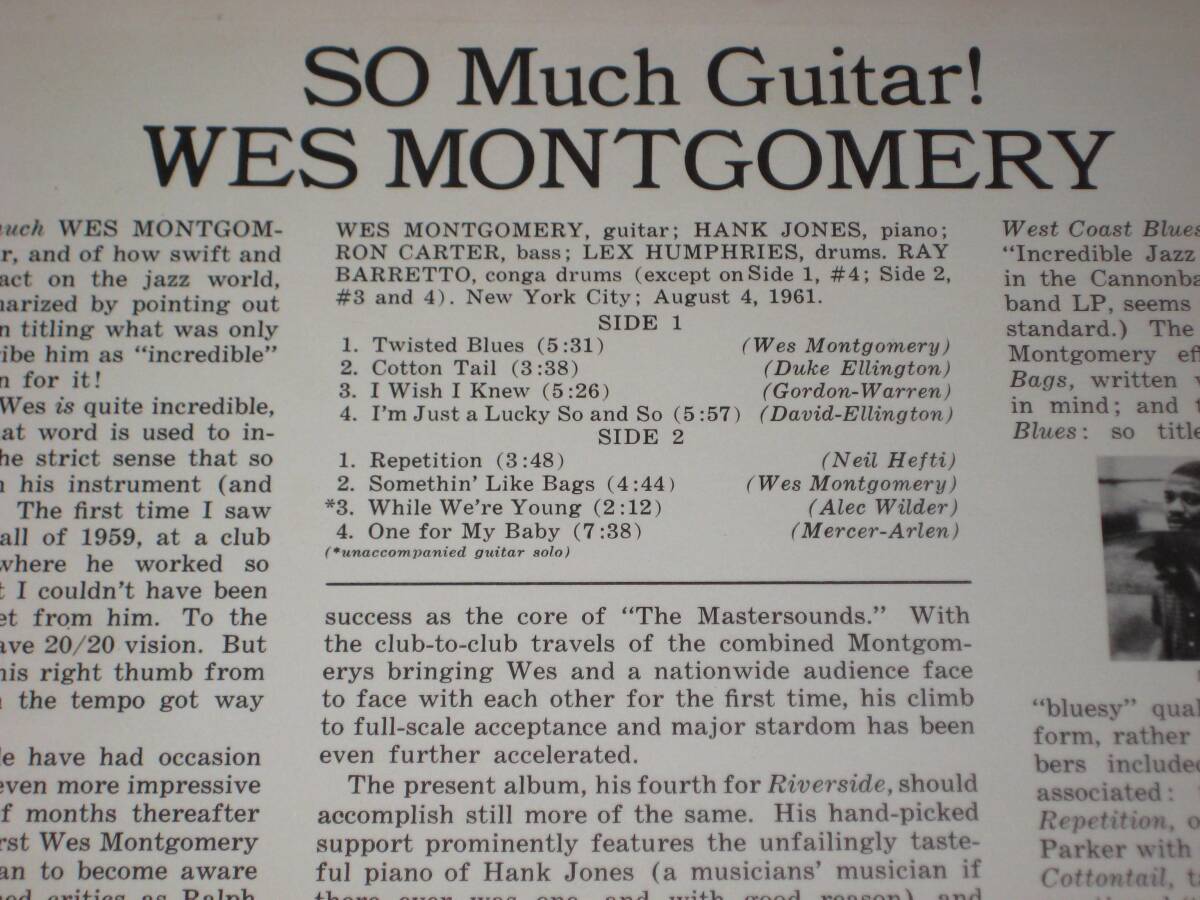 SO Much Guitar!
WES MONTGOMERY
much WES MONTGOM-
r, and of how swift and
act on the jazz world,
marized by pointing out
n titling what was only
ribe him as "incredible"
n for it!
Wes is quite incredible,
at word is used to in-
he strict sense that so
n his instrument (and
The first time I saw
all of 1959, at a club
where he worked so
t I couldn't have been
et from him. To the
ave 20/20 vision. But
his right thumb from
n the tempo got way
le have had occasion
even more impressive
f months thereafter
rst Wes Montgomery
an to become aware
critics as Ralph
WES MONTGOMERY, guitar; HANK JONES, piano;
RON CARTER, bass; LEX HUMPHRIES, drums. RAY
BARRETTO, conga drums (except on Side 1, #4; Side 2,
#3 and 4). New York City; August 4, 1961.
SIDE 1
1. Twisted Blues (5:31) (Wes Montgomery)
2. Cotton Tail (3:38) (Duke Ellington)
3. I Wish I Knew (5:26) (Gordon-Warren)
4. I'm Just a Lucky So and So (5:57) (David-Ellington)
SIDE 2
1. Repetition (3:48) (Neil Hefti)
2. Somethin' Like Bags (4:44) (Wes Montgomery)
*3. While We're Young (2:12) (Alec Wilder)
4. One for My Baby (7:38) (Mercer-Arlen)
(*unaccompanied guitar solo)
success as the core of "The Mastersounds." With
the club-to-club travels of the combined Montgom-
erys bringing Wes and a nationwide audience face
to face with each other for the first time, his climb
to full-scale acceptance and major stardom has been
even further accelerated.
The present album, his fourth for Riverside, should
accomplish still more of the same. His hand-picked
support prominently features the unfailingly taste-
ful piano of Hank Jones (a musicians' musician if
there ever was one, and with good reason) and
West Coast Blues
"Incredible Jazz
in the Cannonba
band LP, seems
standard.) The
Montgomery eff
Bags, written
in mind; and t
Blues: so title
"bluesy" qual
form, rather
bers include
associated:
Repetition, o
Parker with
Cottontail, t